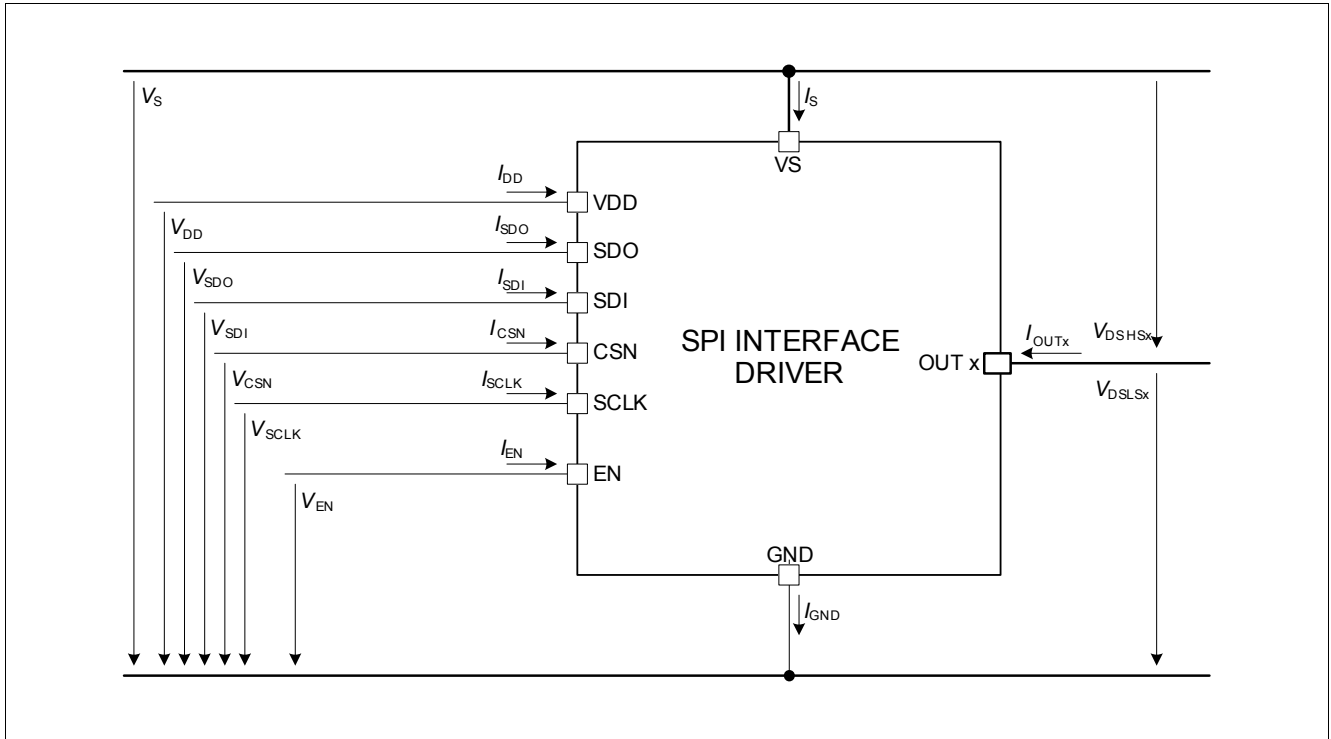 VS
IS
VS
IDD
VDD
VDD
ISDO
SDO
VSDO
ISDI
SDI
VSDI
ICSN
CSN
VCSN
ISCLK
SCLK
VSCLK
IEN
EN
VEN
SPI INTERFACE
DRIVER
OUT x
IOUTx
VDSHSx
VDSLSx
GND
IGND